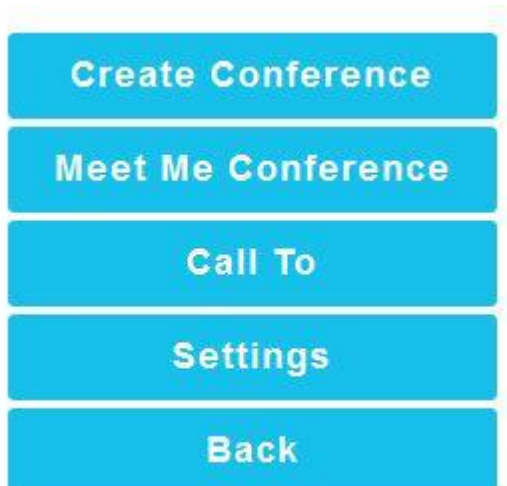 Create Conference
Meet Me Conference
Call To
Settings
Back